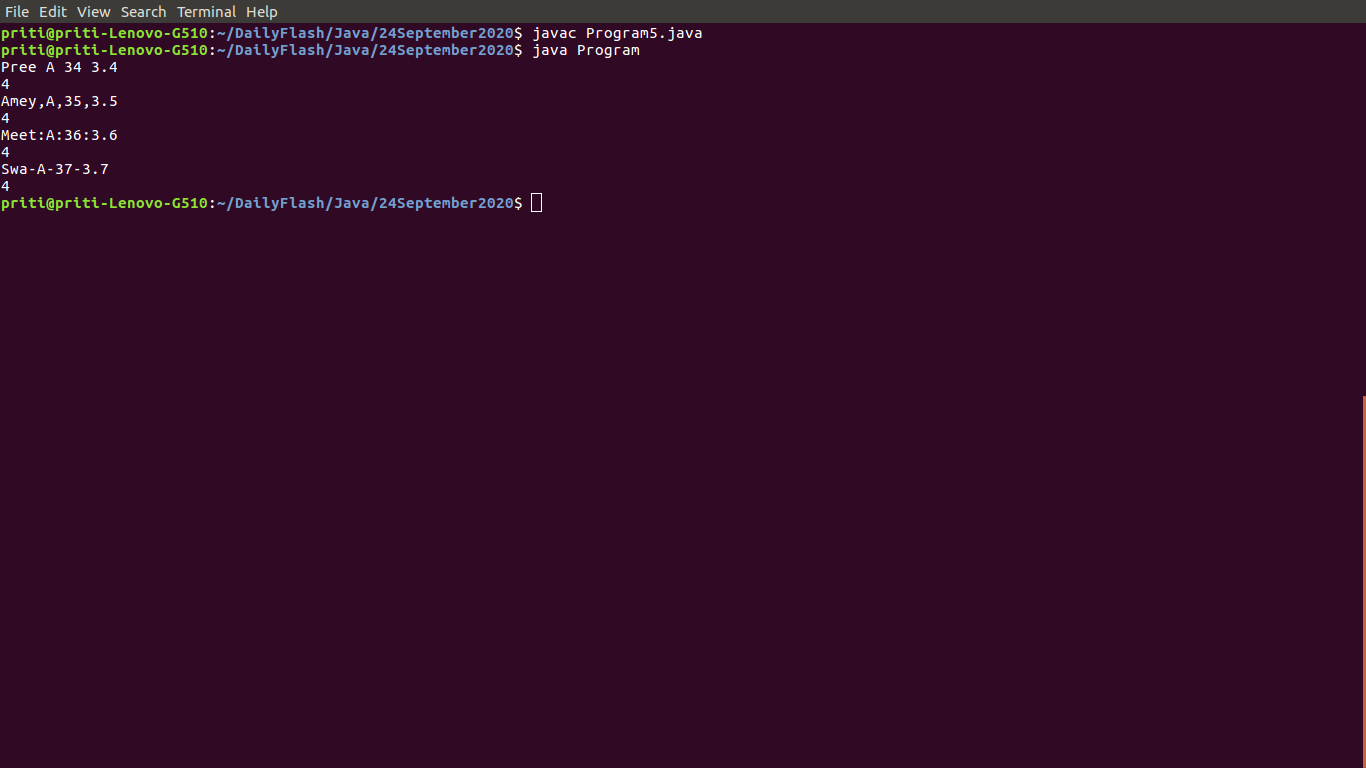 File Edit View Search Terminal Help
priti@priti-Lenovo-G510:~/DailyFlash/Java/24September2020$ javac Program5.java
priti@priti-Lenovo-G510:~/DailyFlash/Java/24September2020$ java Program
Pree A 34 3.4
4
Amey,A,35,3.5
4
Meet:A:36:3.6
4
Swa-A-37-3.7
4
priti@priti-Lenovo-G510:~/DailyFlash/Java/24September2020$